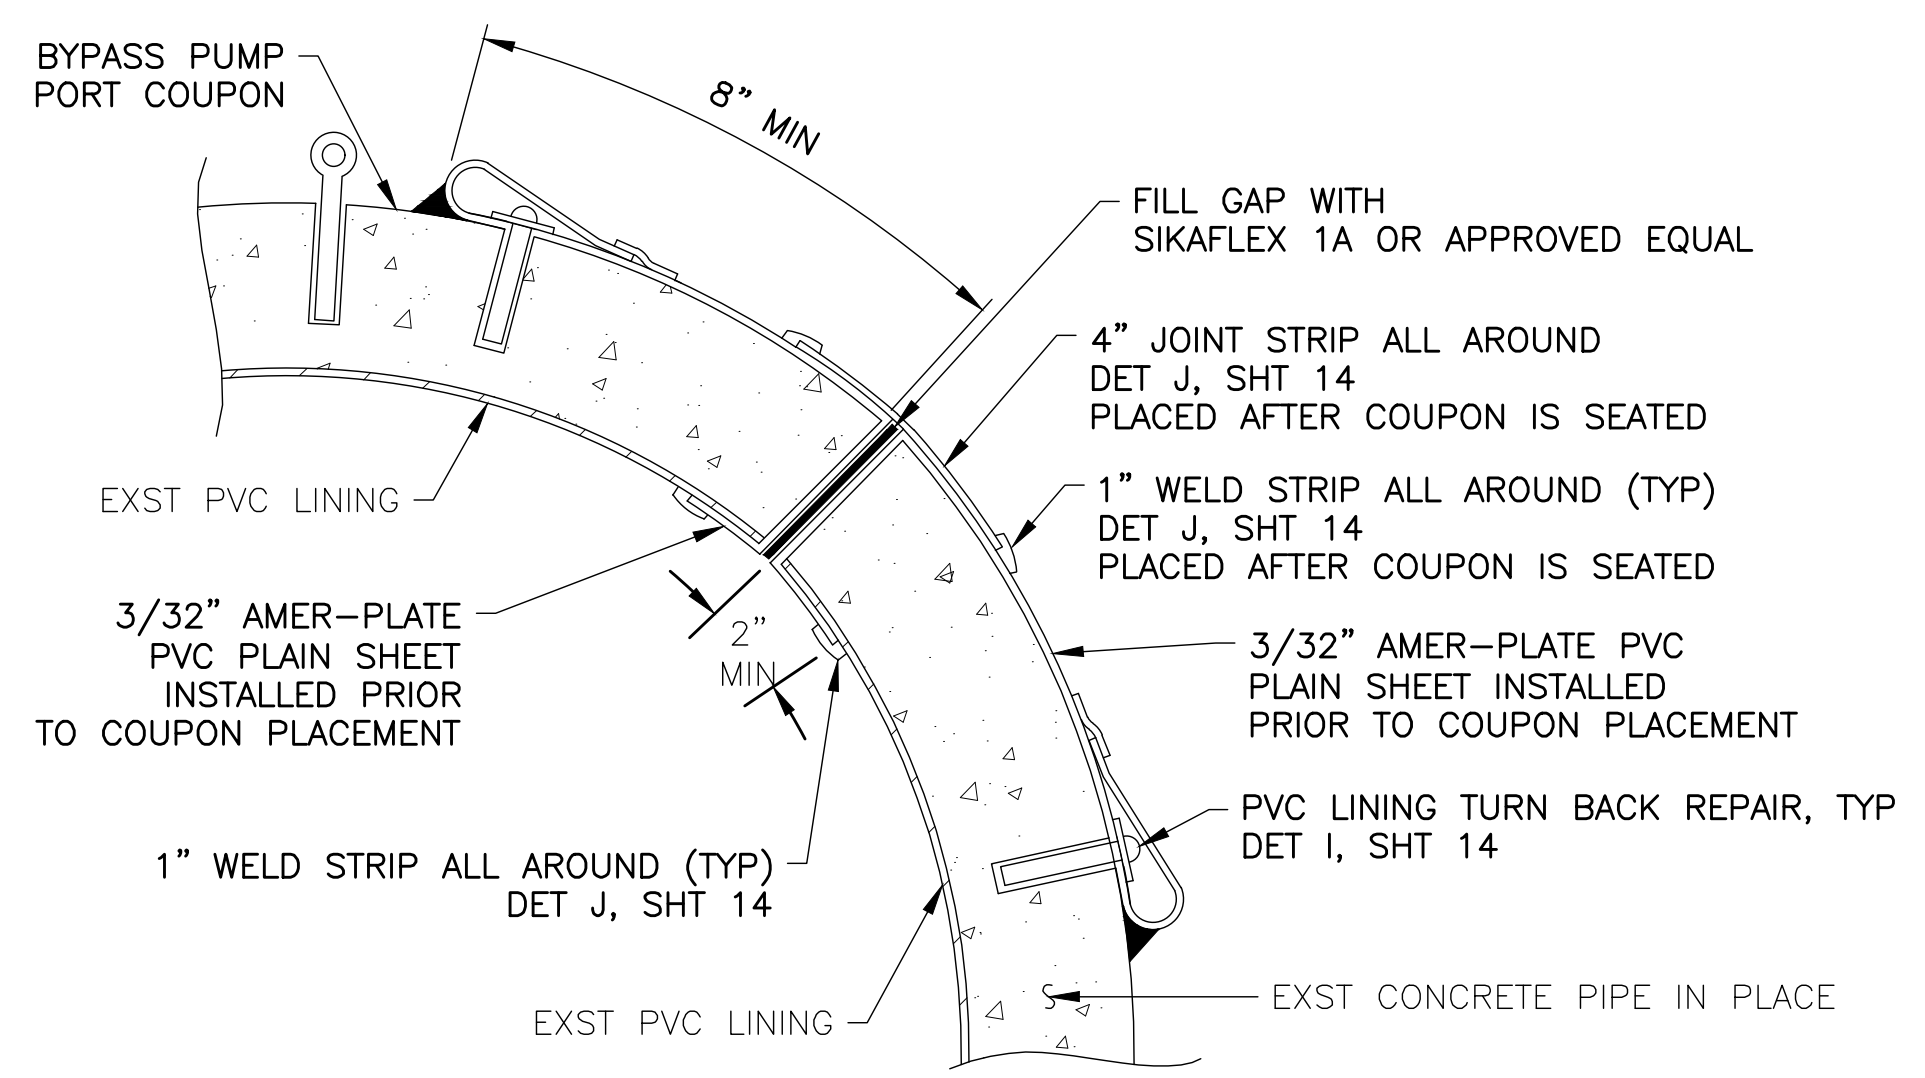 BYPASS PUMP
PORT COUPON
8” MIN
FILL GAP WITH
SIKAFLEX 1A OR APPROVED EQUAL
4” JOINT STRIP ALL AROUND
DET J, SHT 14
PLACED AFTER COUPON IS SEATED
1” WELD STRIP ALL AROUND (TYP)
DET J, SHT 14
PLACED AFTER COUPON IS SEATED
EXST PVC LINING
3/32” AMER–PLATE
PVC PLAIN SHEET
INSTALLED PRIOR
TO COUPON PLACEMENT
2”
MIN
3/32” AMER–PLATE PVC
PLAIN SHEET INSTALLED
PRIOR TO COUPON PLACEMENT
PVC LINING TURN BACK REPAIR, TYP
DET I, SHT 14
1” WELD STRIP ALL AROUND (TYP)
DET J, SHT 14
EXST PVC LINING
EXST CONCRETE PIPE IN PLACE